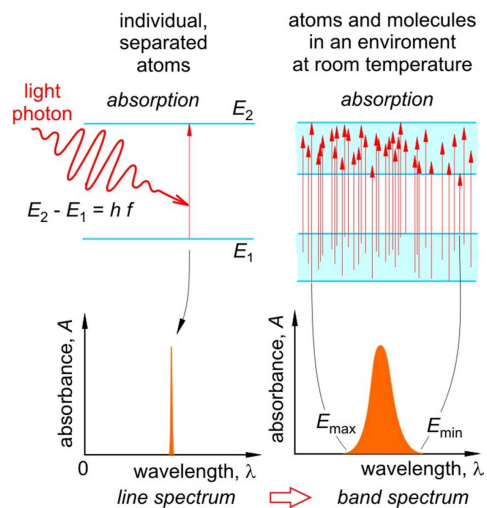 individual,
separated
atoms
atoms and molecules
in an enviroment
at room temperature
light
photon
absorption
E₂
absorption
E₂ - E₁ = h f
E₁
absorbance, A
0
wavelength, λ
line spectrum
absorbance, A
Eₘₐₓ
Eₘᵢₙ
wavelength, λ
band spectrum